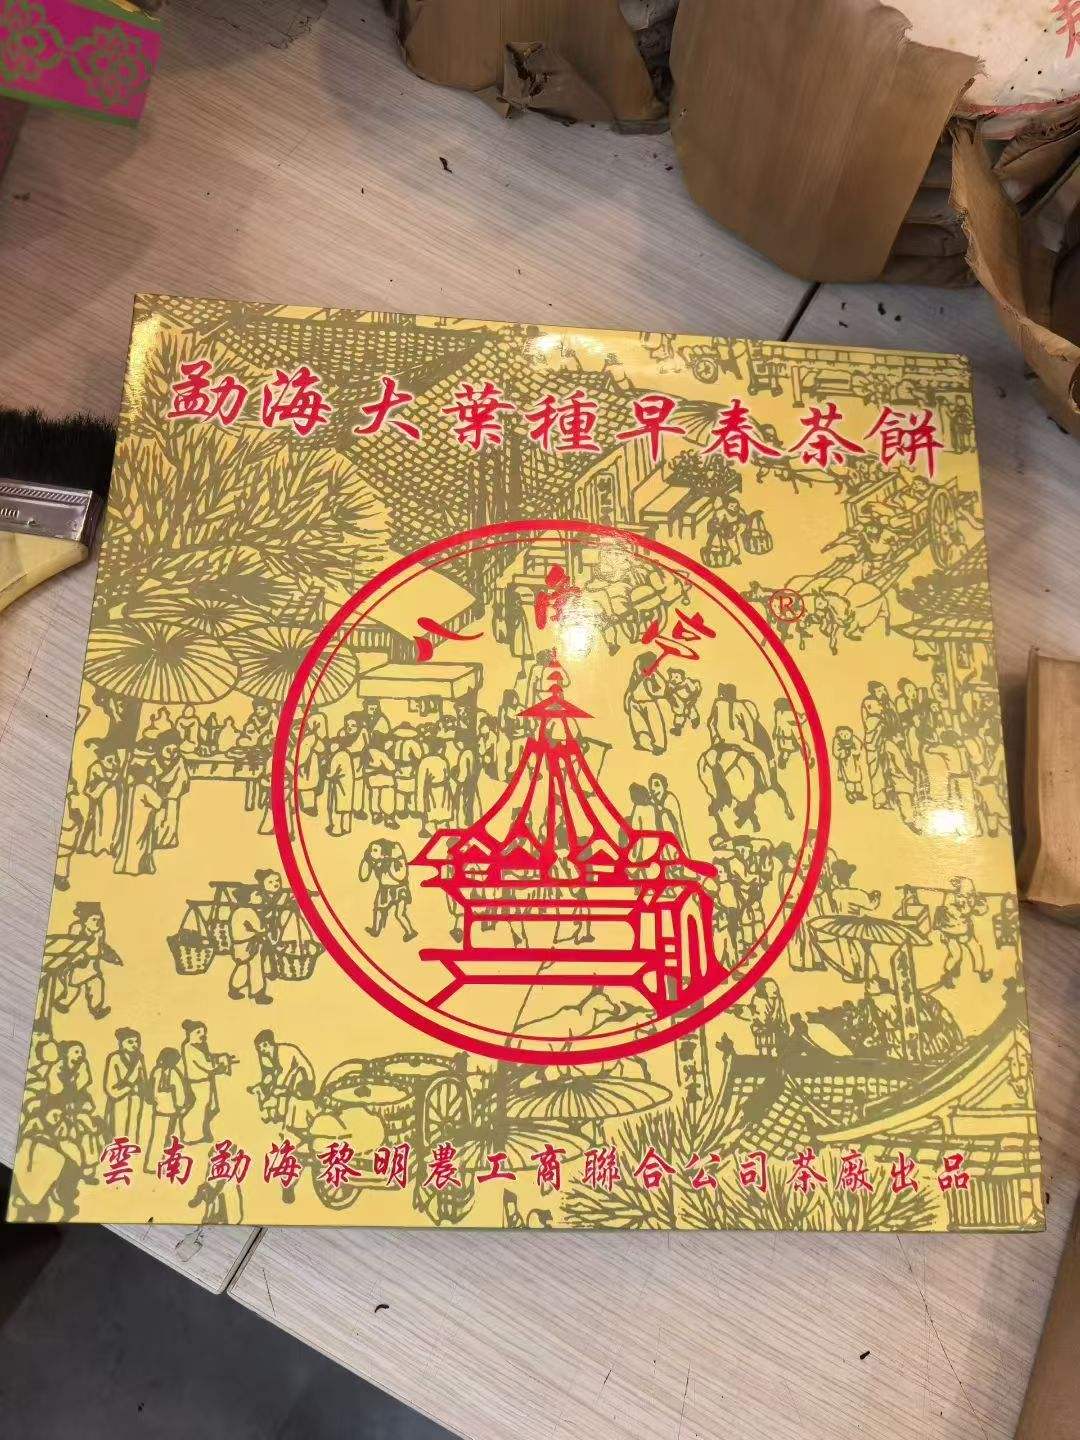 勐海大葉種早春茶餅
八角亭
®
雲南勐海黎明農工商聯合公司茶廠出品